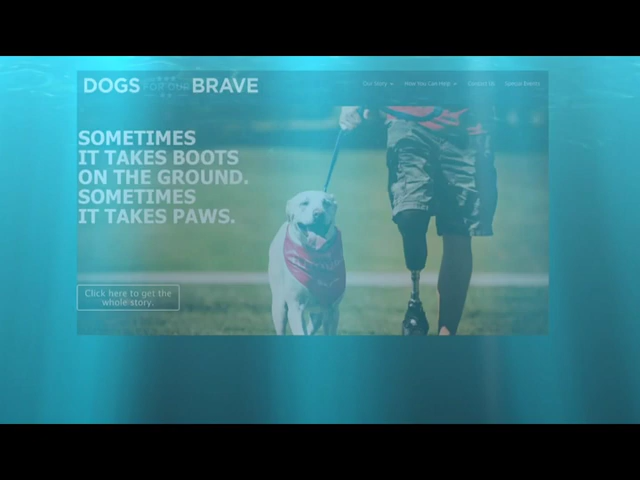 DOGS FOR OUR BRAVE
Our Story How You Can Help Contact Us Special Events
SOMETIMES
IT TAKES BOOTS
ON THE GROUND.
SOMETIMES
IT TAKES PAWS.
Click here to get the
whole story.